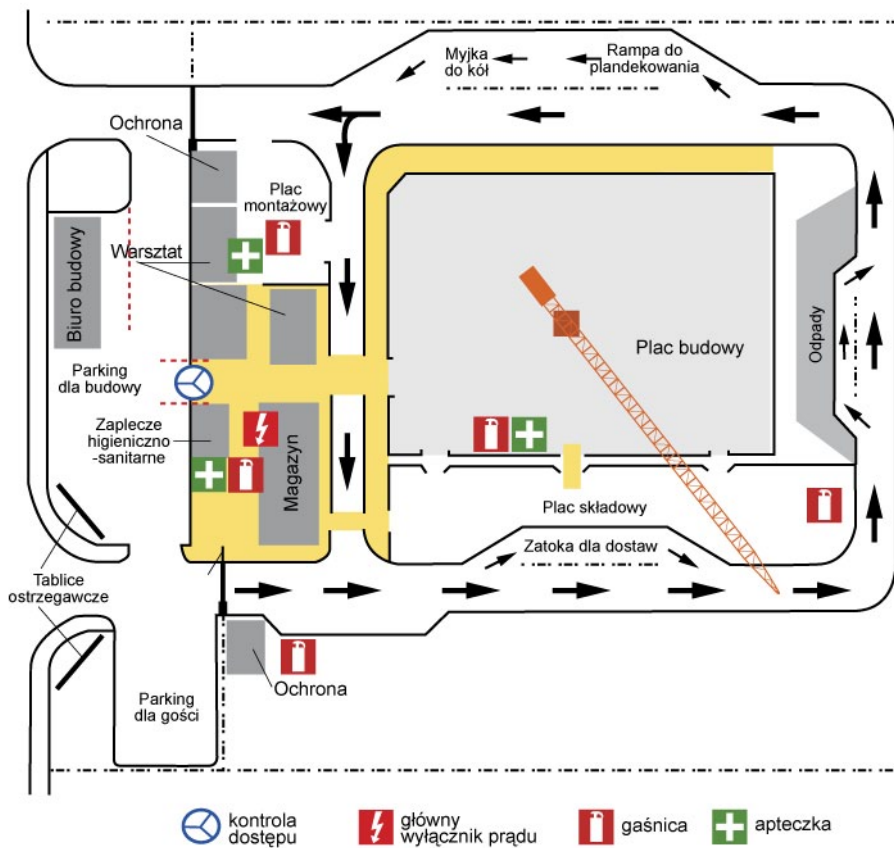 Myjka
do kół
Rampa do
plandekowania
Ochrona
Plac
montażowy
Warsztat
Biuro budowy
Plac budowy
Odpady
Parking
dla budowy
Zaplecze
higieniczno
-sanitarne
Magazyn
Plac składowy
Zatoka dla dostaw
Tablice
ostrzegawcze
Ochrona
Parking
dla gości
kontrola
dostępu
główny
wyłącznik prądu
gaśnica
apteczka